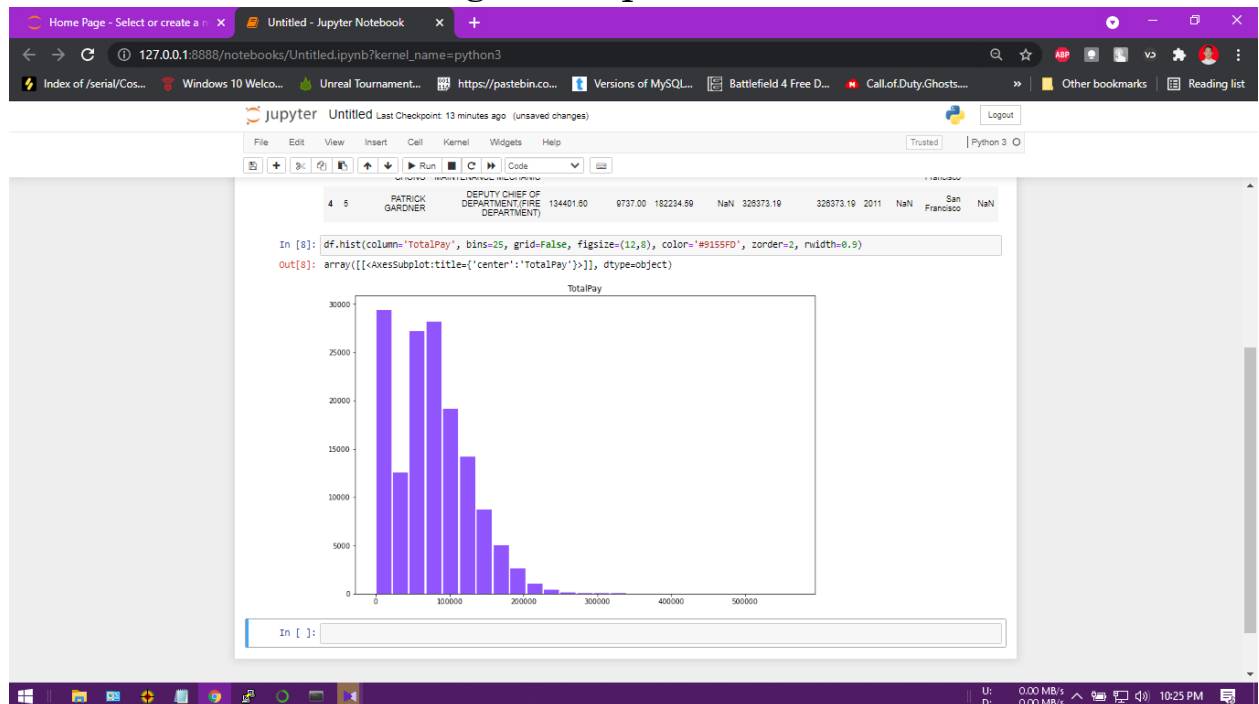 Home Page - Select or create a n
Untitled - Jupyter Notebook
127.0.0.1:8888/notebooks/Untitled.ipynb?kernel_name=python3
ABP
Index of /serial/Cos...
Windows 10 Welco...
Unreal Tournament...
https://pastebin.co...
Versions of MySQL...
Battlefield 4 Free D...
Call.of.Duty.Ghosts....
»
Other bookmarks
Reading list
jupyter Untitled Last Checkpoint: 13 minutes ago (unsaved changes)
Logout
File Edit View Insert Cell Kernel Widgets Help
Trusted
Python 3
Run
Code
MAINTENANCE MECHANIC
Francisco
4 5 PATRICK GARDNER DEPUTY CHIEF OF DEPARTMENT,(FIRE DEPARTMENT) 134401.60 9737.00 182234.59 NaN 326373.19 326373.19 2011 NaN San Francisco NaN
In [8]: df.hist(column='TotalPay', bins=25, grid=False, figsize=(12,8), color='#9155FD', zorder=2, rwidth=0.9)
Out[8]: array([[<AxesSubplot:title={'center':'TotalPay'}>]], dtype=object)
TotalPay
30000
25000
20000
15000
10000
5000
0
0 100000 200000 300000 400000 500000
In [ ]:
U: 0.00 MB/s
D: 0.00 MB/s
10:25 PM